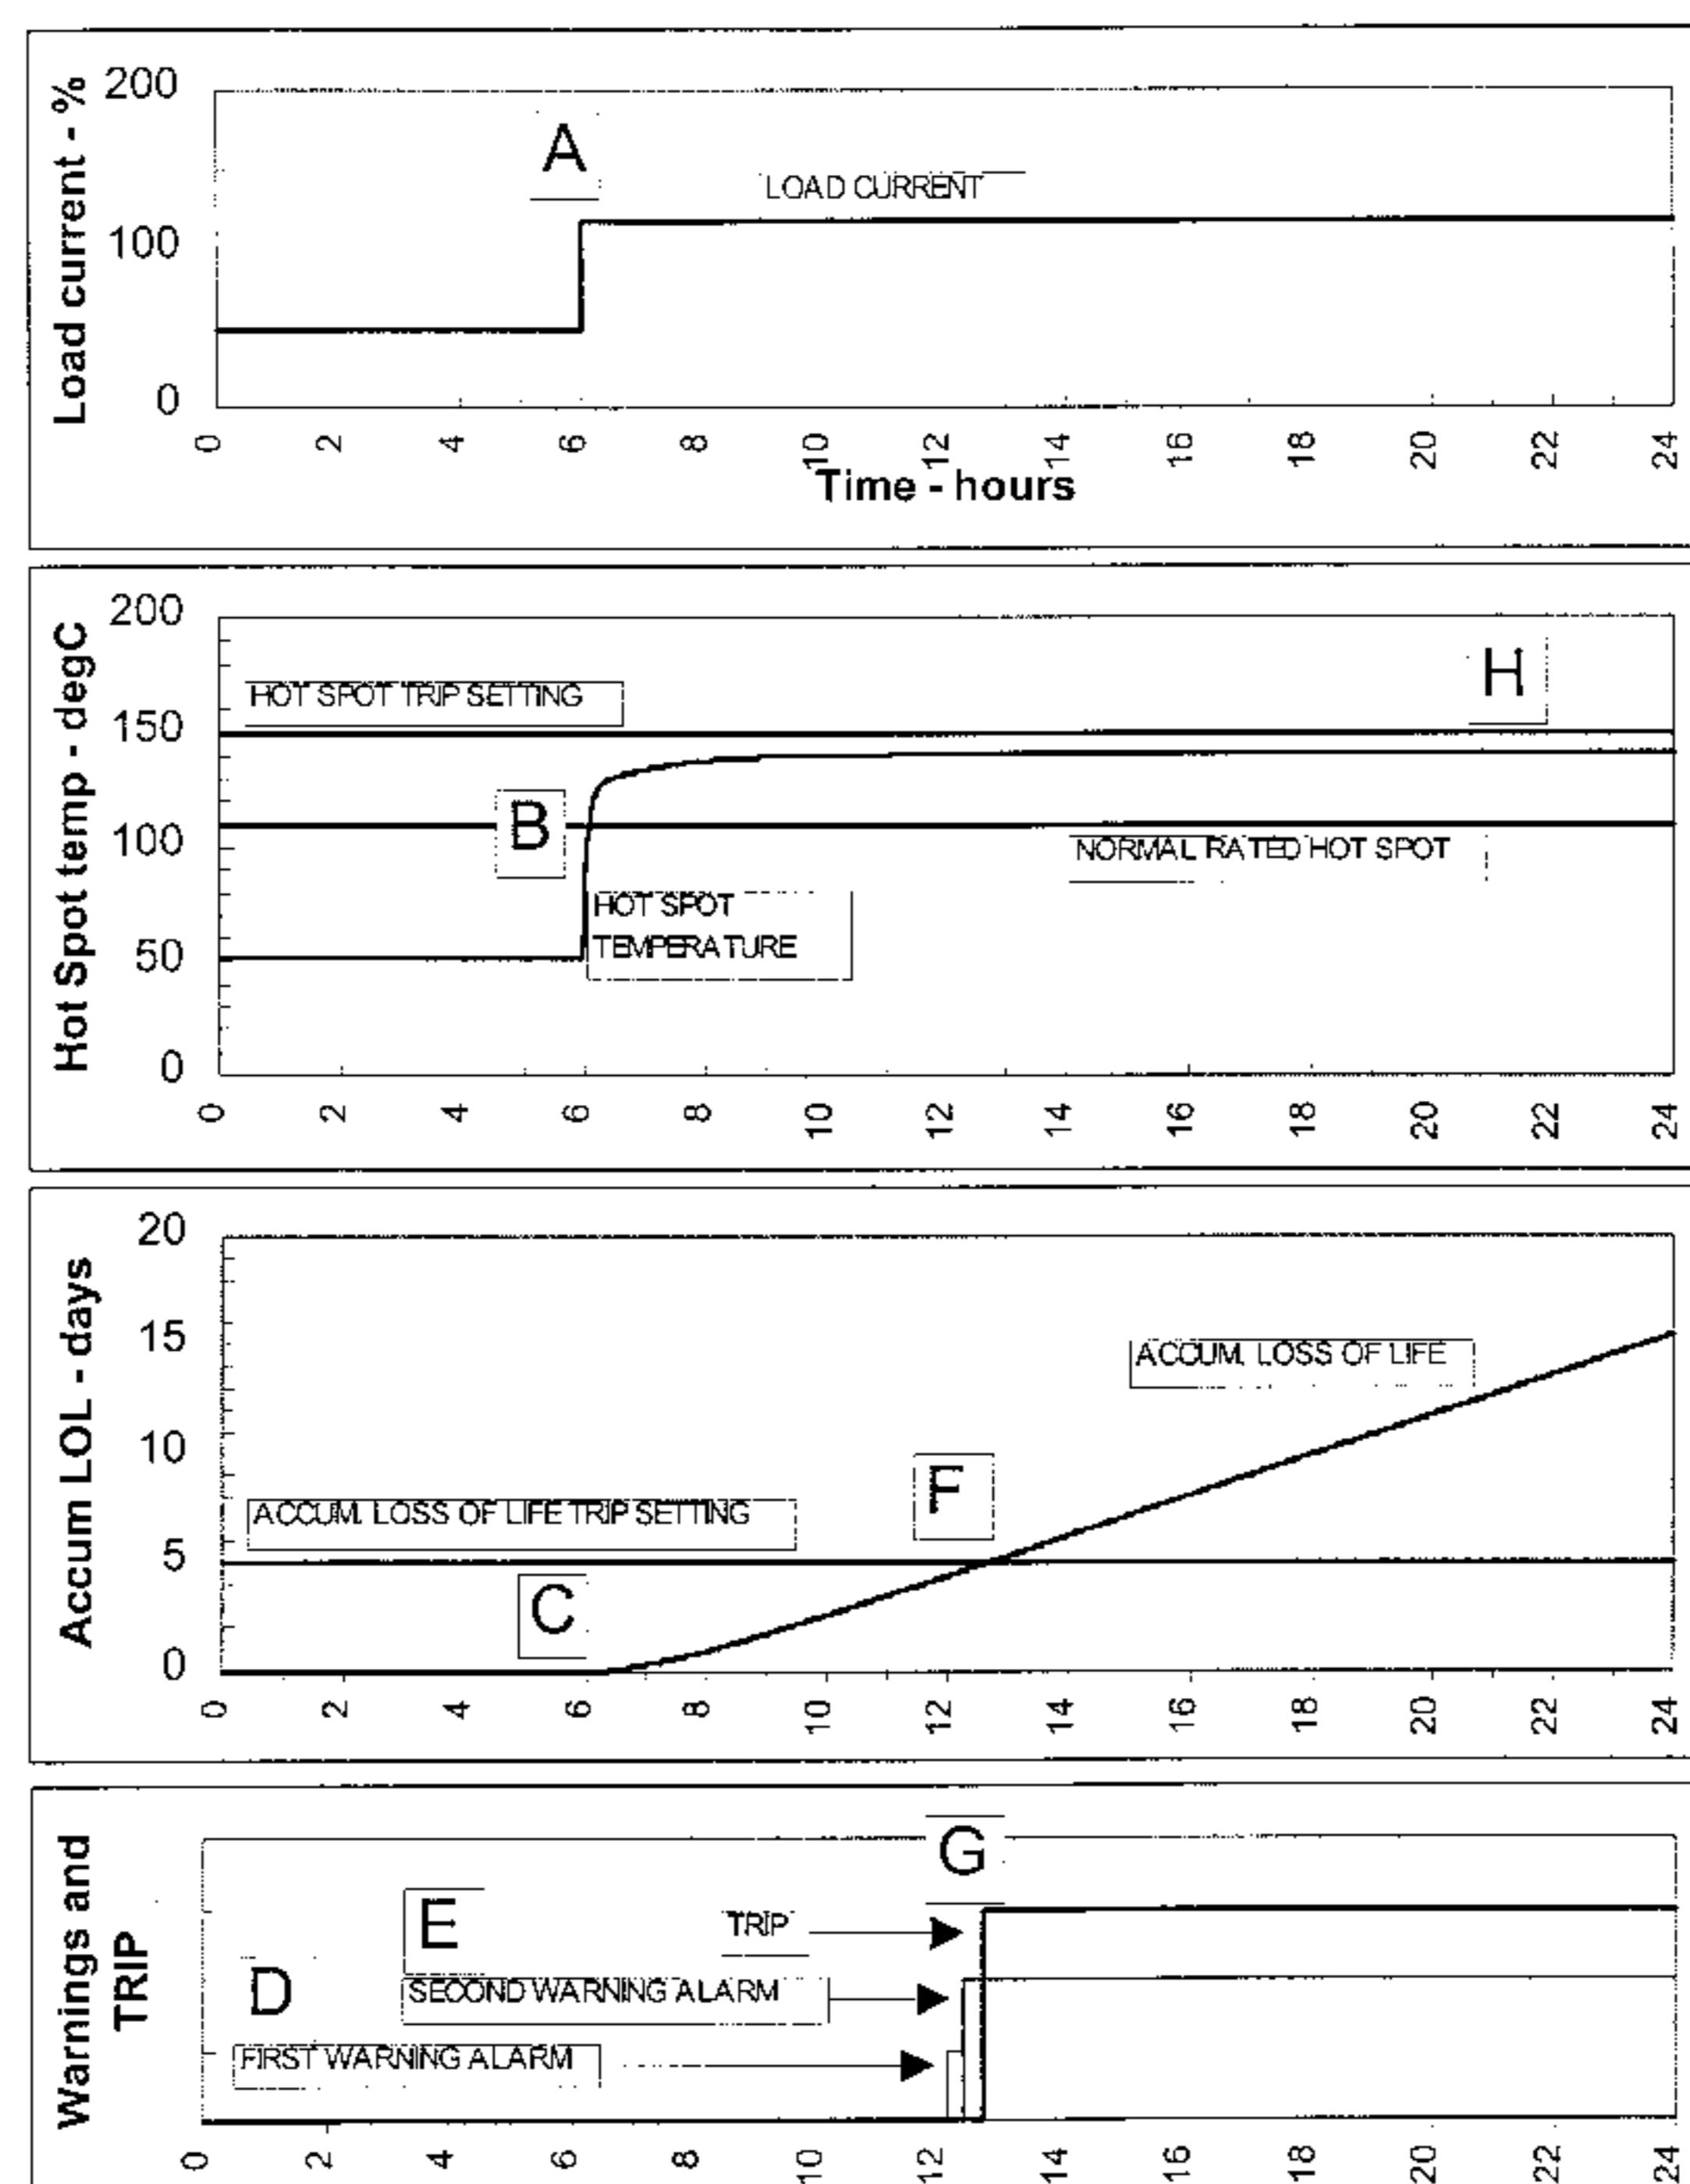 Load current - %
200
100
0
A
LOAD CURRENT
0 2 4 6 8 10 12 14 16 18 20 22 24
Time - hours
Hot Spot temp - degC
200
150
100
50
0
HOT SPOT TRIP SETTING
H
B
NORMAL RATED HOT SPOT
HOT SPOT
TEMPERATURE
0 2 4 6 8 10 12 14 16 18 20 22 24
Accum LOL - days
20
15
10
5
0
ACCUM. LOSS OF LIFE
F
ACCUM. LOSS OF LIFE TRIP SETTING
C
0 2 4 6 8 10 12 14 16 18 20 22 24
Warnings and
TRIP
G
E
TRIP
D
SECOND WARNING ALARM
FIRST WARNING ALARM
0 2 4 6 8 10 12 14 16 18 20 22 24